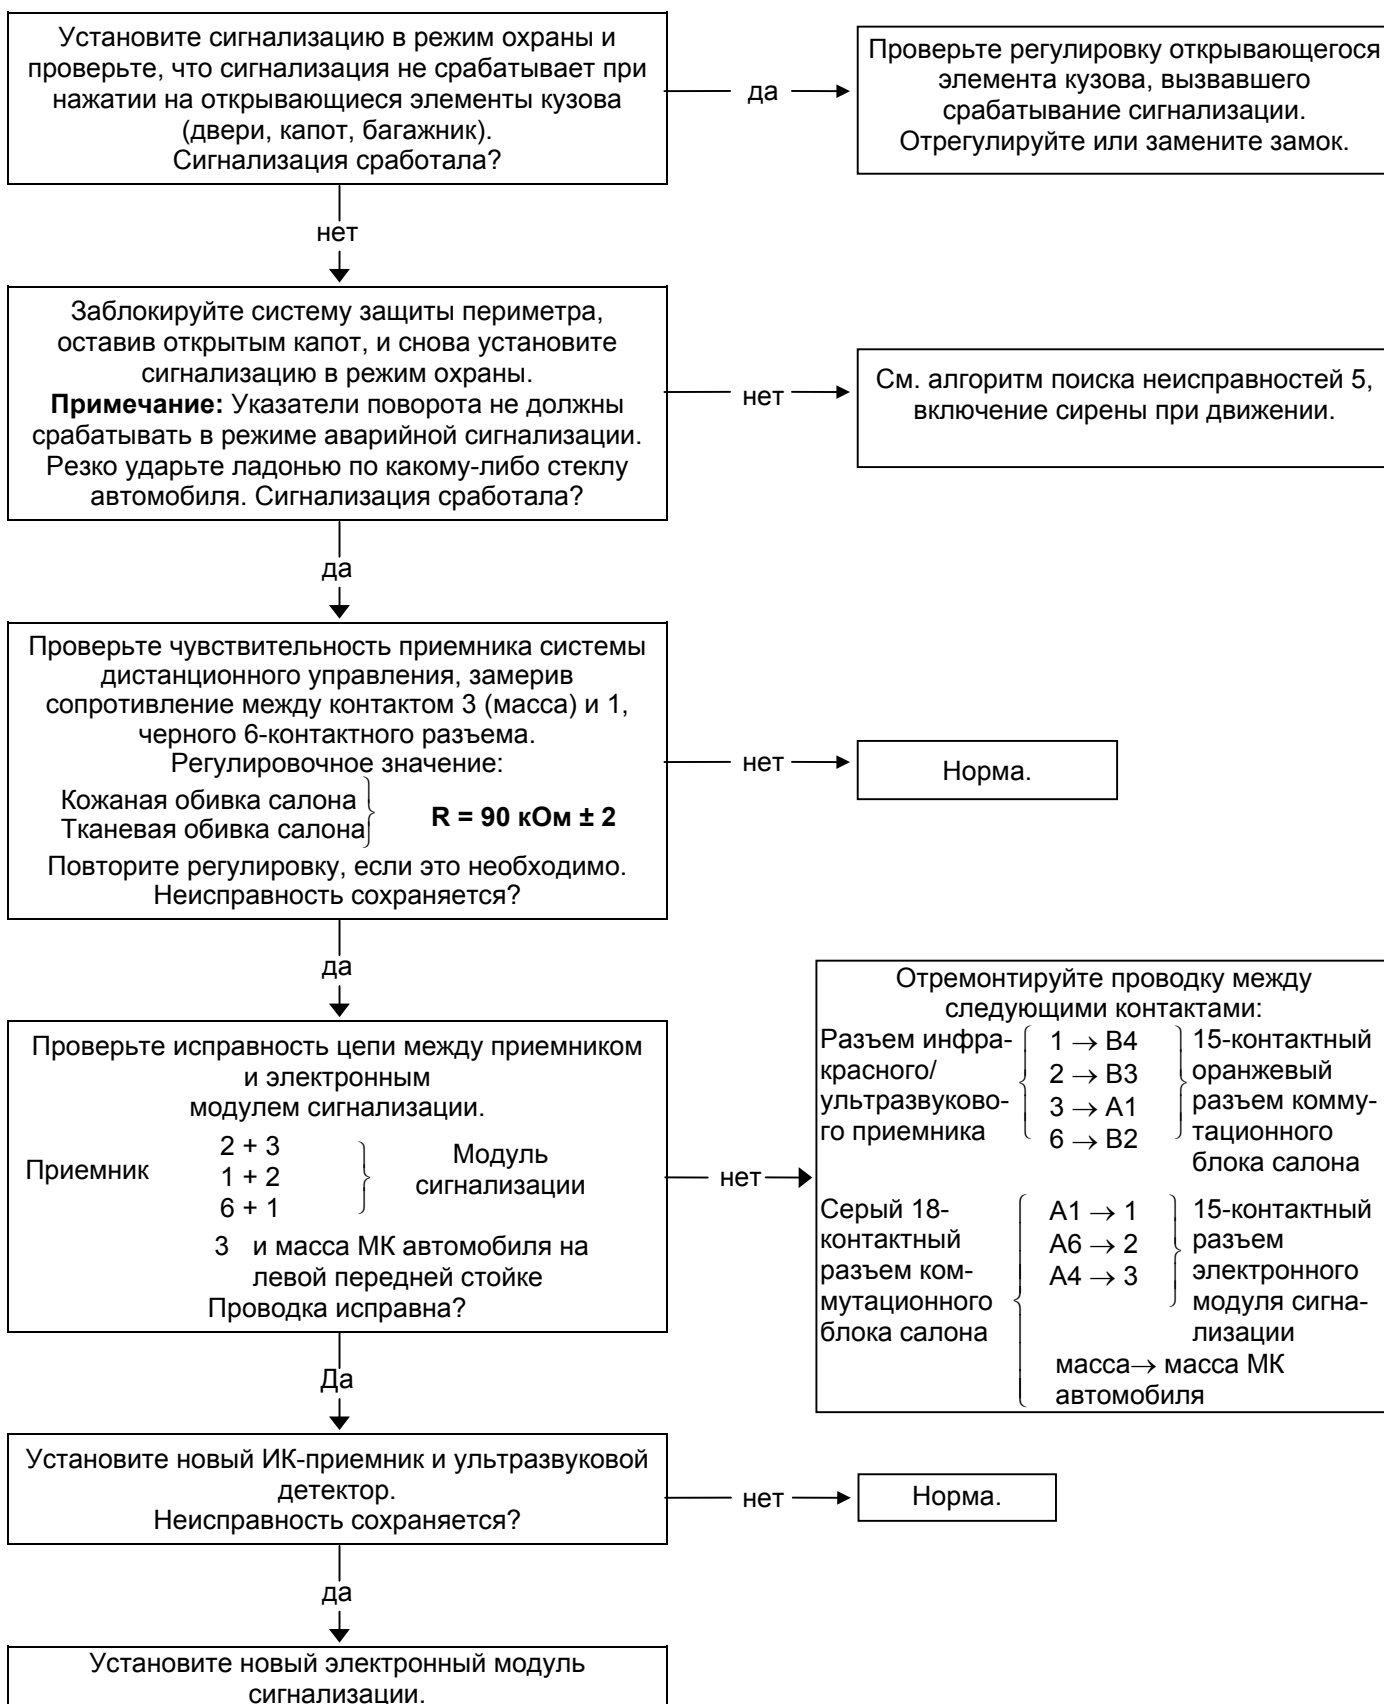 Установите сигнализацию в режим охраны и
проверьте, что сигнализация не срабатывает при
нажатии на открывающиеся элементы кузова
(двери, капот, багажник).
Сигнализация сработала?
да
Проверьте регулировку открывающегося
элемента кузова, вызвавшего
срабатывание сигнализации.
Отрегулируйте или замените замок.
нет
Заблокируйте систему защиты периметра,
оставив открытым капот, и снова установите
сигнализацию в режим охраны.
Примечание: Указатели поворота не должны
срабатывать в режиме аварийной сигнализации.
Резко ударьте ладонью по какому-либо стеклу
автомобиля. Сигнализация сработала?
нет
См. алгоритм поиска неисправностей 5,
включение сирены при движении.
да
Проверьте чувствительность приемника системы
дистанционного управления, замерив
сопротивление между контактом 3 (масса) и 1,
черного 6-контактного разъема.
Регулировочное значение:
Кожаная обивка салона
Тканевая обивка салона
R = 90 кОм ± 2
Повторите регулировку, если это необходимо.
Неисправность сохраняется?
нет
Норма.
да
Проверьте исправность цепи между приемником
и электронным
модулем сигнализации.
Приемник
2 + 3
1 + 2
6 + 1
Модуль
сигнализации
3 и масса МК автомобиля на
левой передней стойке
Проводка исправна?
нет
Отремонтируйте проводку между
следующими контактами:
Разъем инфра-
красного/
ультразвуково-
го приемника
1 → B4
2 → B3
3 → A1
6 → B2
15-контактный
оранжевый
разъем комму-
тационного
блока салона
Серый 18-
контактный
разъем ком-
мутационного
блока салона
A1 → 1
A6 → 2
A4 → 3
15-контактный
разъем
электронного
модуля сигна-
лизации
масса→ масса МК
автомобиля
Да
Установите новый ИК-приемник и ультразвуковой
детектор.
Неисправность сохраняется?
нет
Норма.
да
Установите новый электронный модуль
сигнализации.